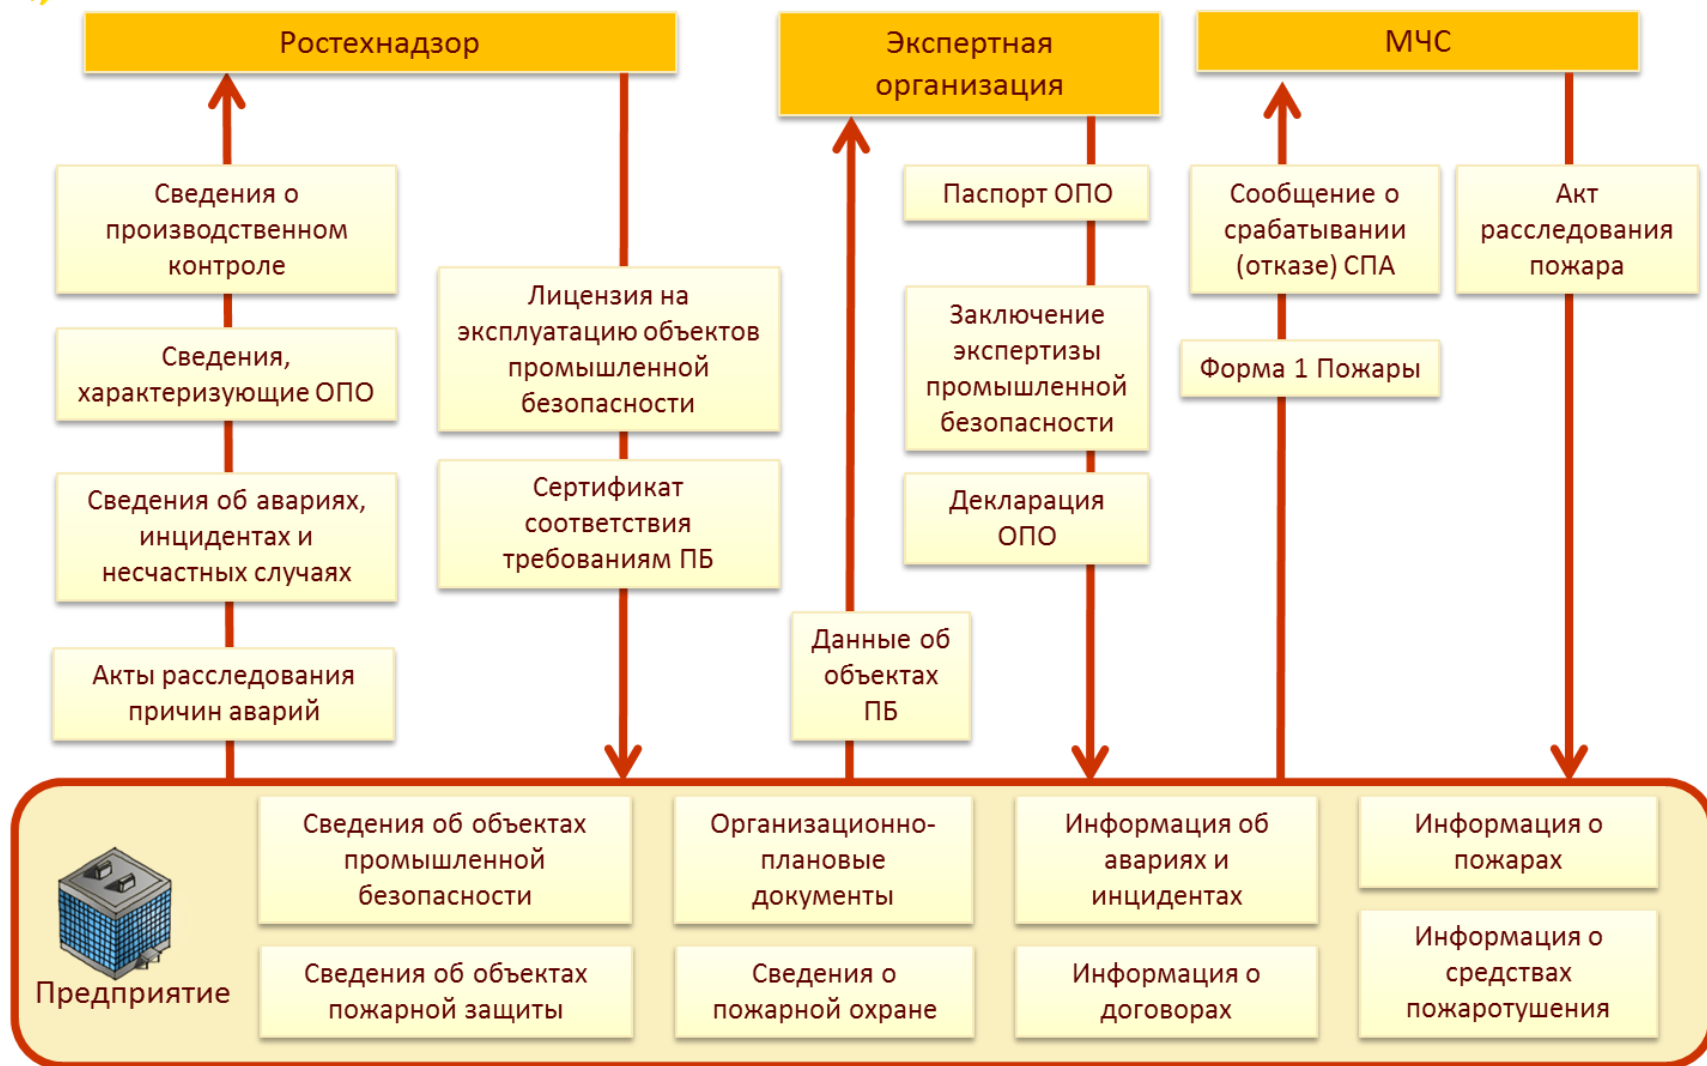 Ростехнадзор
Экспертная
организация
МЧС
Сведения о
производственном
контроле
Сведения,
характеризующие ОПО
Сведения об авариях,
инцидентах и
несчастных случаях
Акты расследования
причин аварий
Лицензия на
эксплуатацию объектов
промышленной
безопасности
Сертификат
соответствия
требованиям ПБ
Данные об
объектах
ПБ
Паспорт ОПО
Заключение
экспертизы
промышленной
безопасности
Декларация
ОПО
Сообщение о
срабатывании
(отказе) СПА
Форма 1 Пожары
Акт
расследования
пожара
Предприятие
Сведения об объектах
промышленной
безопасности
Организационно-
плановые
документы
Информация об
авариях и
инцидентах
Информация о
пожарах
Сведения об объектах
пожарной защиты
Сведения о
пожарной охране
Информация о
договорах
Информация о
средствах
пожаротушения